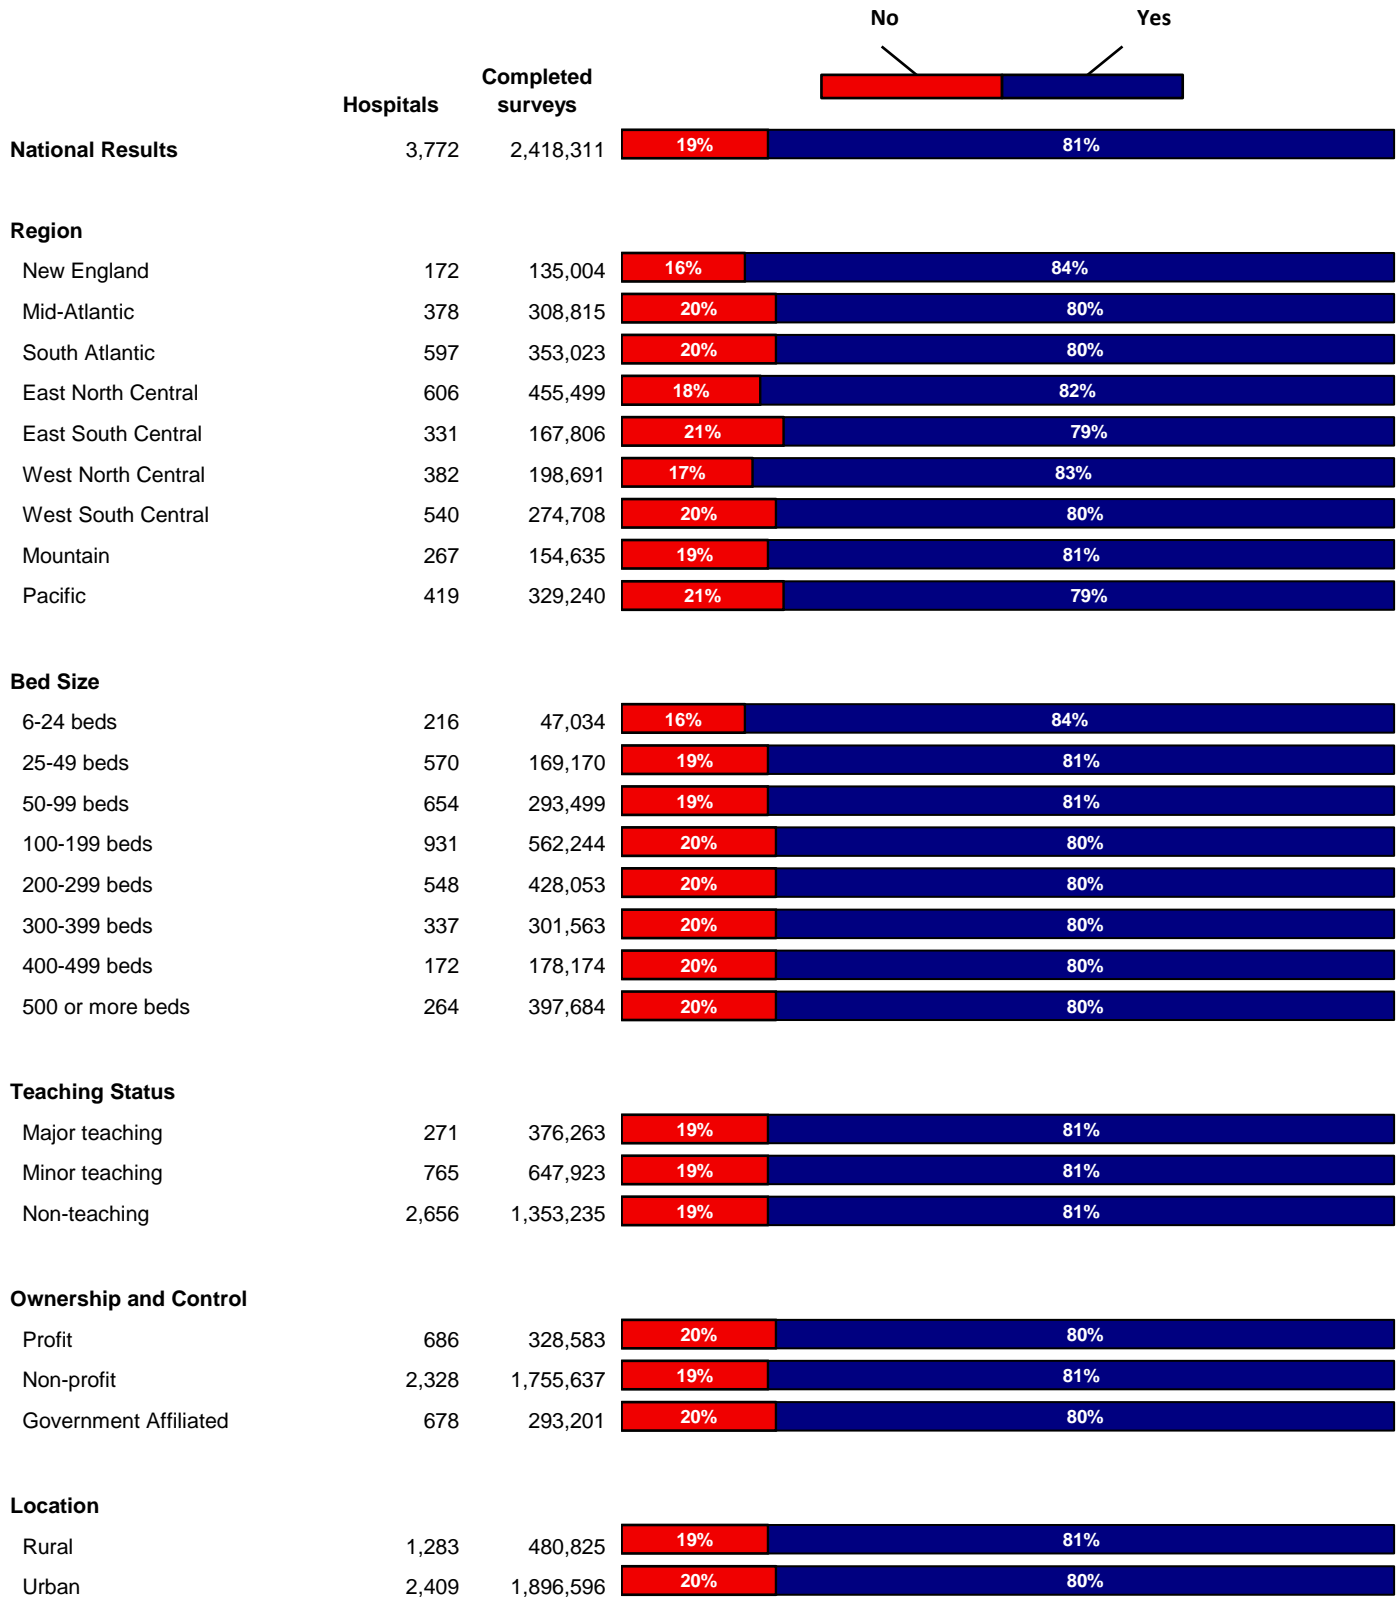 No Yes
Completed
Hospitals surveys
National Results 3,772 2,418,311 19% 81%
Region
New England 172 135,004 16% 84%
Mid-Atlantic 378 308,815 20% 80%
South Atlantic 597 353,023 20% 80%
East North Central 606 455,499 18% 82%
East South Central 331 167,806 21% 79%
West North Central 382 198,691 17% 83%
West South Central 540 274,708 20% 80%
Mountain 267 154,635 19% 81%
Pacific 419 329,240 21% 79%
Bed Size
6-24 beds 216 47,034 16% 84%
25-49 beds 570 169,170 19% 81%
50-99 beds 654 293,499 19% 81%
100-199 beds 931 562,244 20% 80%
200-299 beds 548 428,053 20% 80%
300-399 beds 337 301,563 20% 80%
400-499 beds 172 178,174 20% 80%
500 or more beds 264 397,684 20% 80%
Teaching Status
Major teaching 271 376,263 19% 81%
Minor teaching 765 647,923 19% 81%
Non-teaching 2,656 1,353,235 19% 81%
Ownership and Control
Profit 686 328,583 20% 80%
Non-profit 2,328 1,755,637 19% 81%
Government Affiliated 678 293,201 20% 80%
Location
Rural 1,283 480,825 19% 81%
Urban 2,409 1,896,596 20% 80%